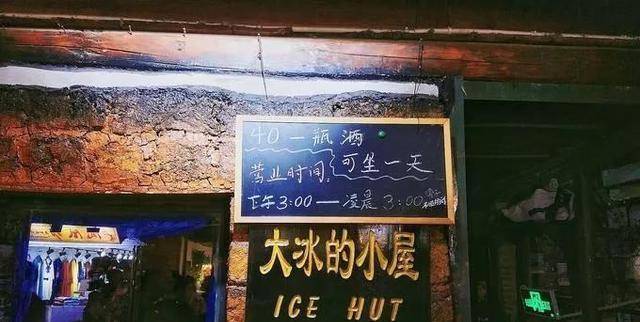 40一瓶酒
可坐一天
营业时间:
下午3:00—凌晨3:00
大冰的小屋
ICE HUT